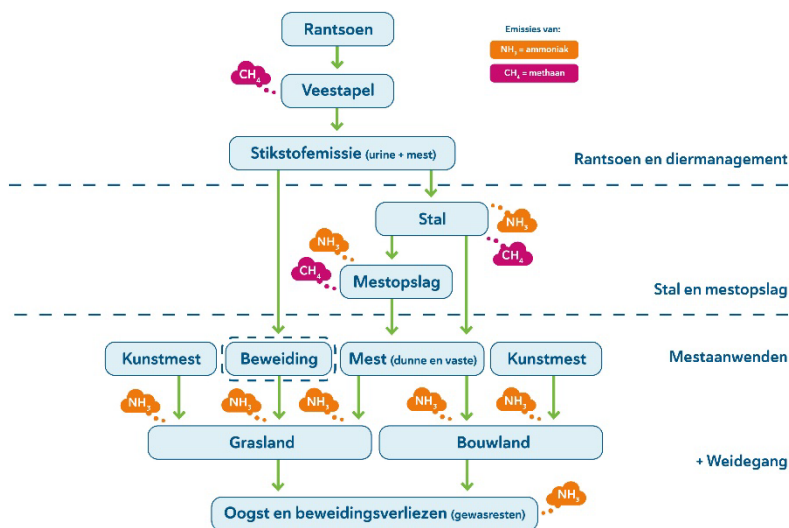 Rantsoen
Emissies van:
NH₃ = ammoniak
CH₄ = methaan
CH₄
Veestapel
Stikstofemissie (urine + mest)
Rantsoen en diermanagement
Stal
NH₃
NH₃
CH₄
CH₄
Mestopslag
Stal en mestopslag
Kunstmest
Beweiding
Mest (dunne en vaste)
Kunstmest
Mestaanwenden
NH₃
NH₃
NH₃
NH₃
NH₃
Grasland
Bouwland
+ Weidegang
Oogst en beweidingsverliezen (gewasresten)
NH₃